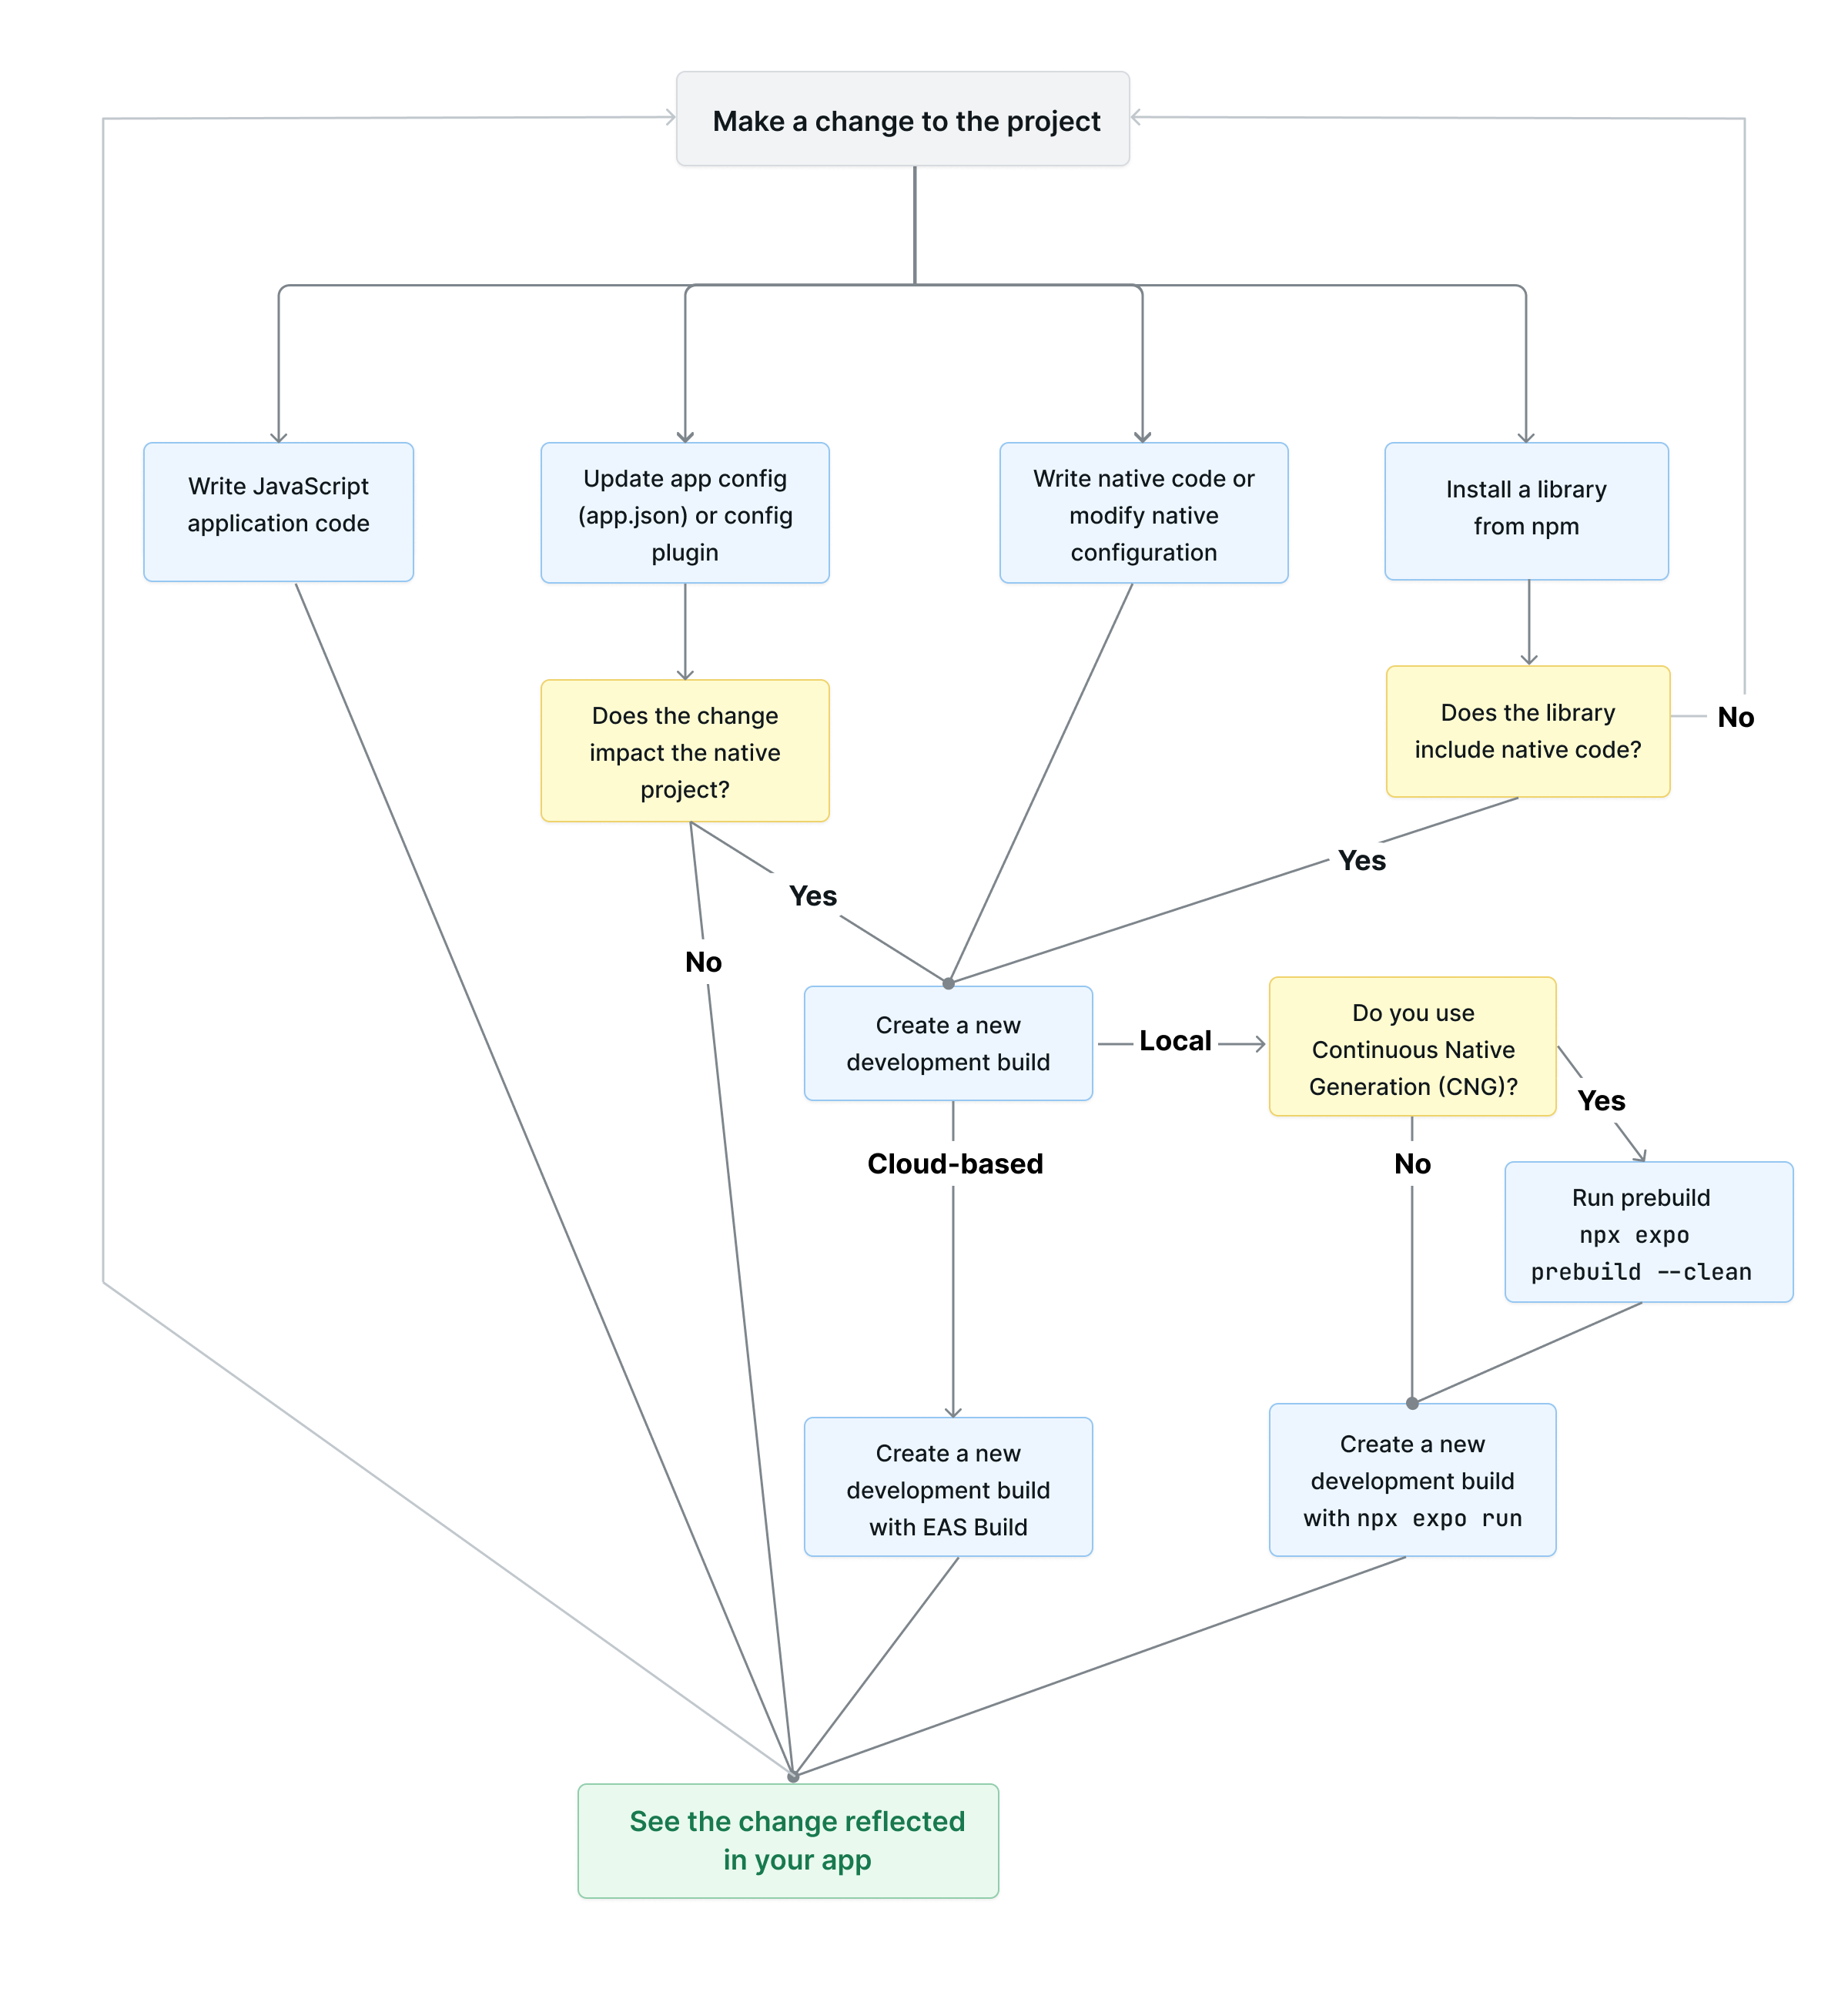 Make a change to the project
Write JavaScript
application code
Update app config
(app.json) or config
plugin
Write native code or
modify native
configuration
Install a library
from npm
Does the change
impact the native
project?
Does the library
include native code?
No
Yes
Yes
No
Create a new
development build
Local
Do you use
Continuous Native
Generation (CNG)?
Yes
Cloud-based
No
Run prebuild
npx expo
prebuild --clean
Create a new
development build
with EAS Build
Create a new
development build
with npx expo run
See the change reflected
in your app